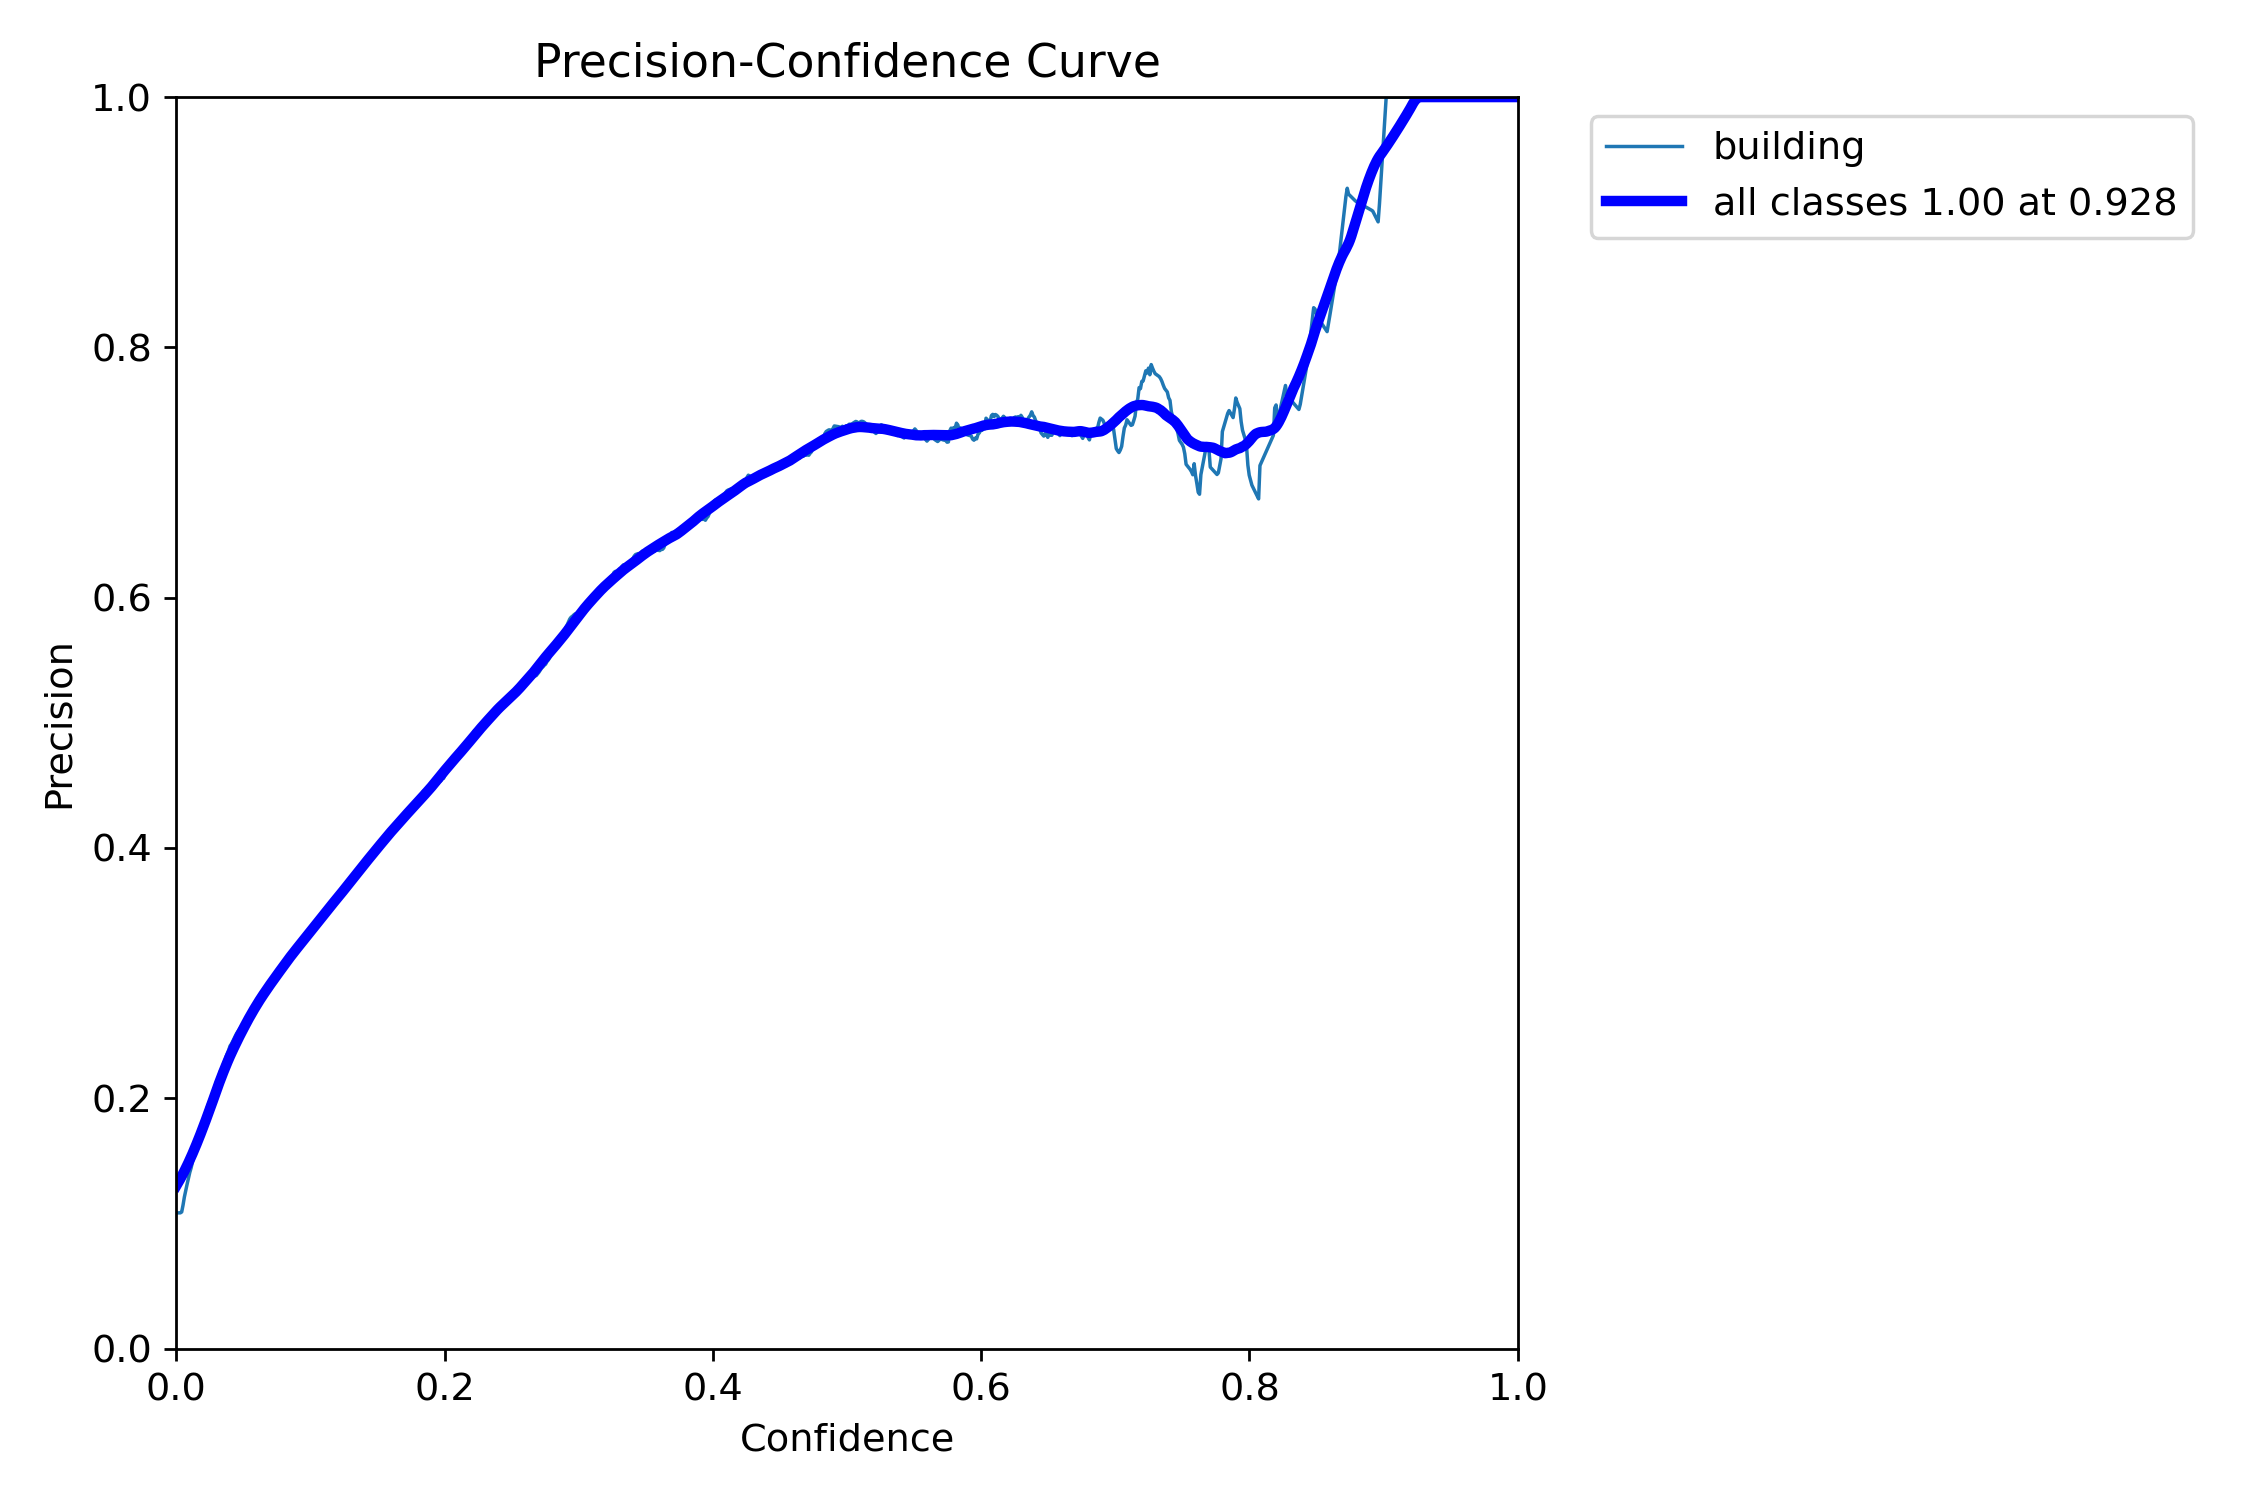 Precision-Confidence Curve
1.0
0.8
0.6
0.4
0.2
0.0
Precision
0.0 0.2 0.4 0.6 0.8 1.0
Confidence
building
all classes 1.00 at 0.928